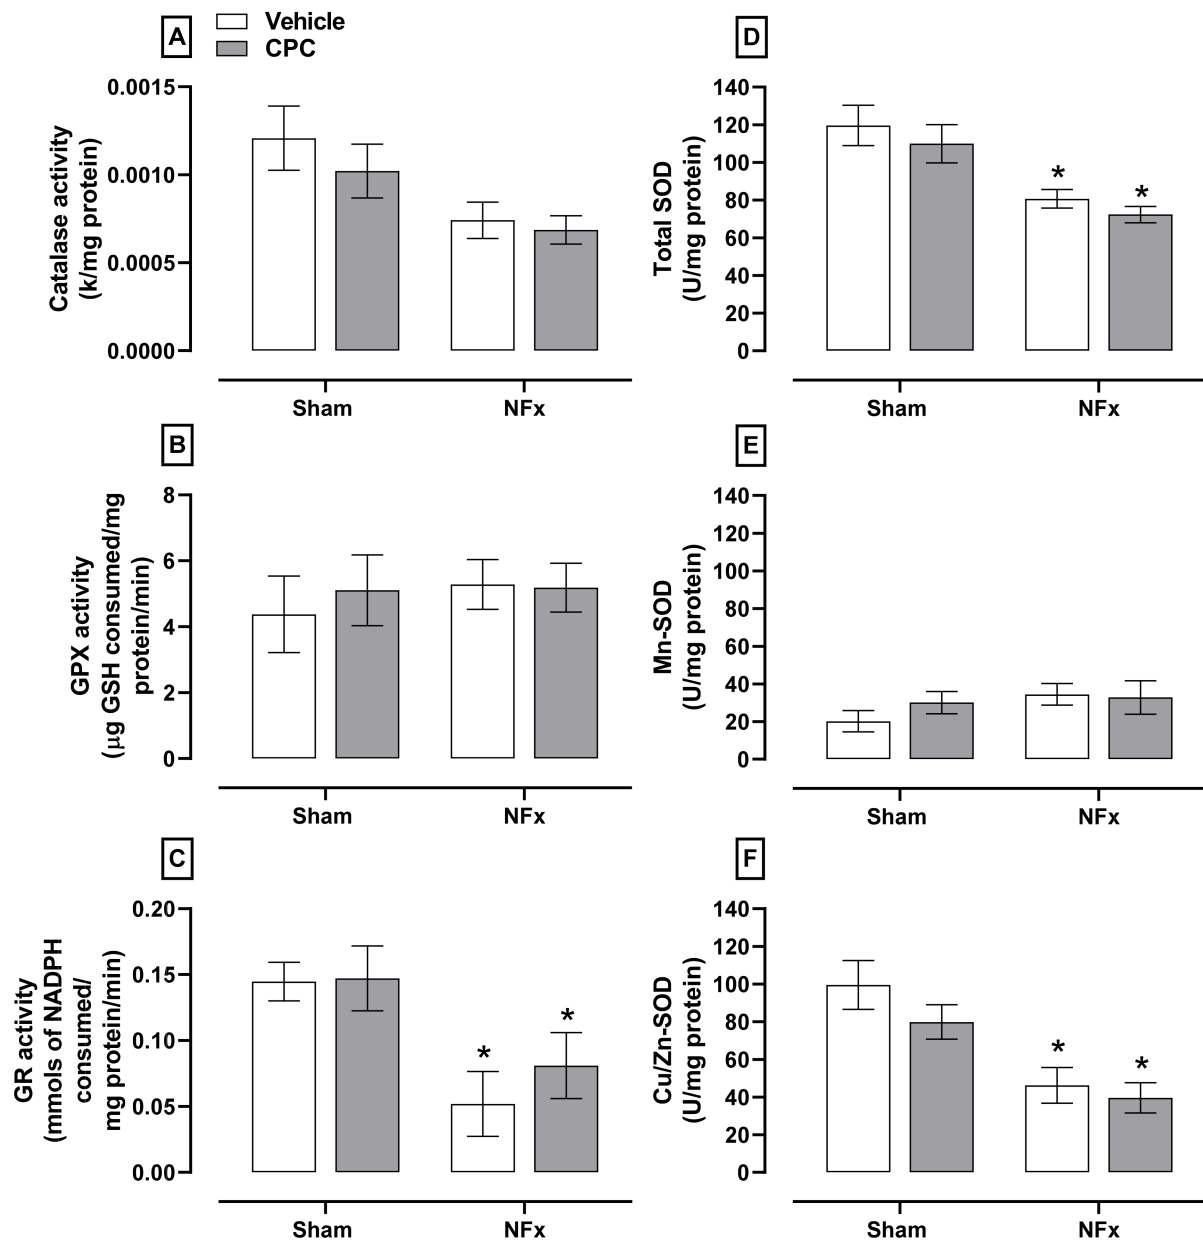 A
Vehicle
CPC
Catalase activity
(k/mg protein)
0.0015
0.0010
0.0005
0.0000
Sham NFx
D
Total SOD
(U/mg protein)
140
120
100
80
60
40
20
0
* *
Sham NFx
B
GPX activity
(μg GSH consumed/mg
protein/min)
8
6
4
2
0
Sham NFx
E
Mn-SOD
(U/mg protein)
140
120
100
80
60
40
20
0
Sham NFx
C
GR activity
(mmols of NADPH
consumed/
mg protein/min)
0.20
0.15
0.10
0.05
0.00
* *
Sham NFx
F
Cu/Zn-SOD
(U/mg protein)
140
120
100
80
60
40
20
0
* *
Sham NFx